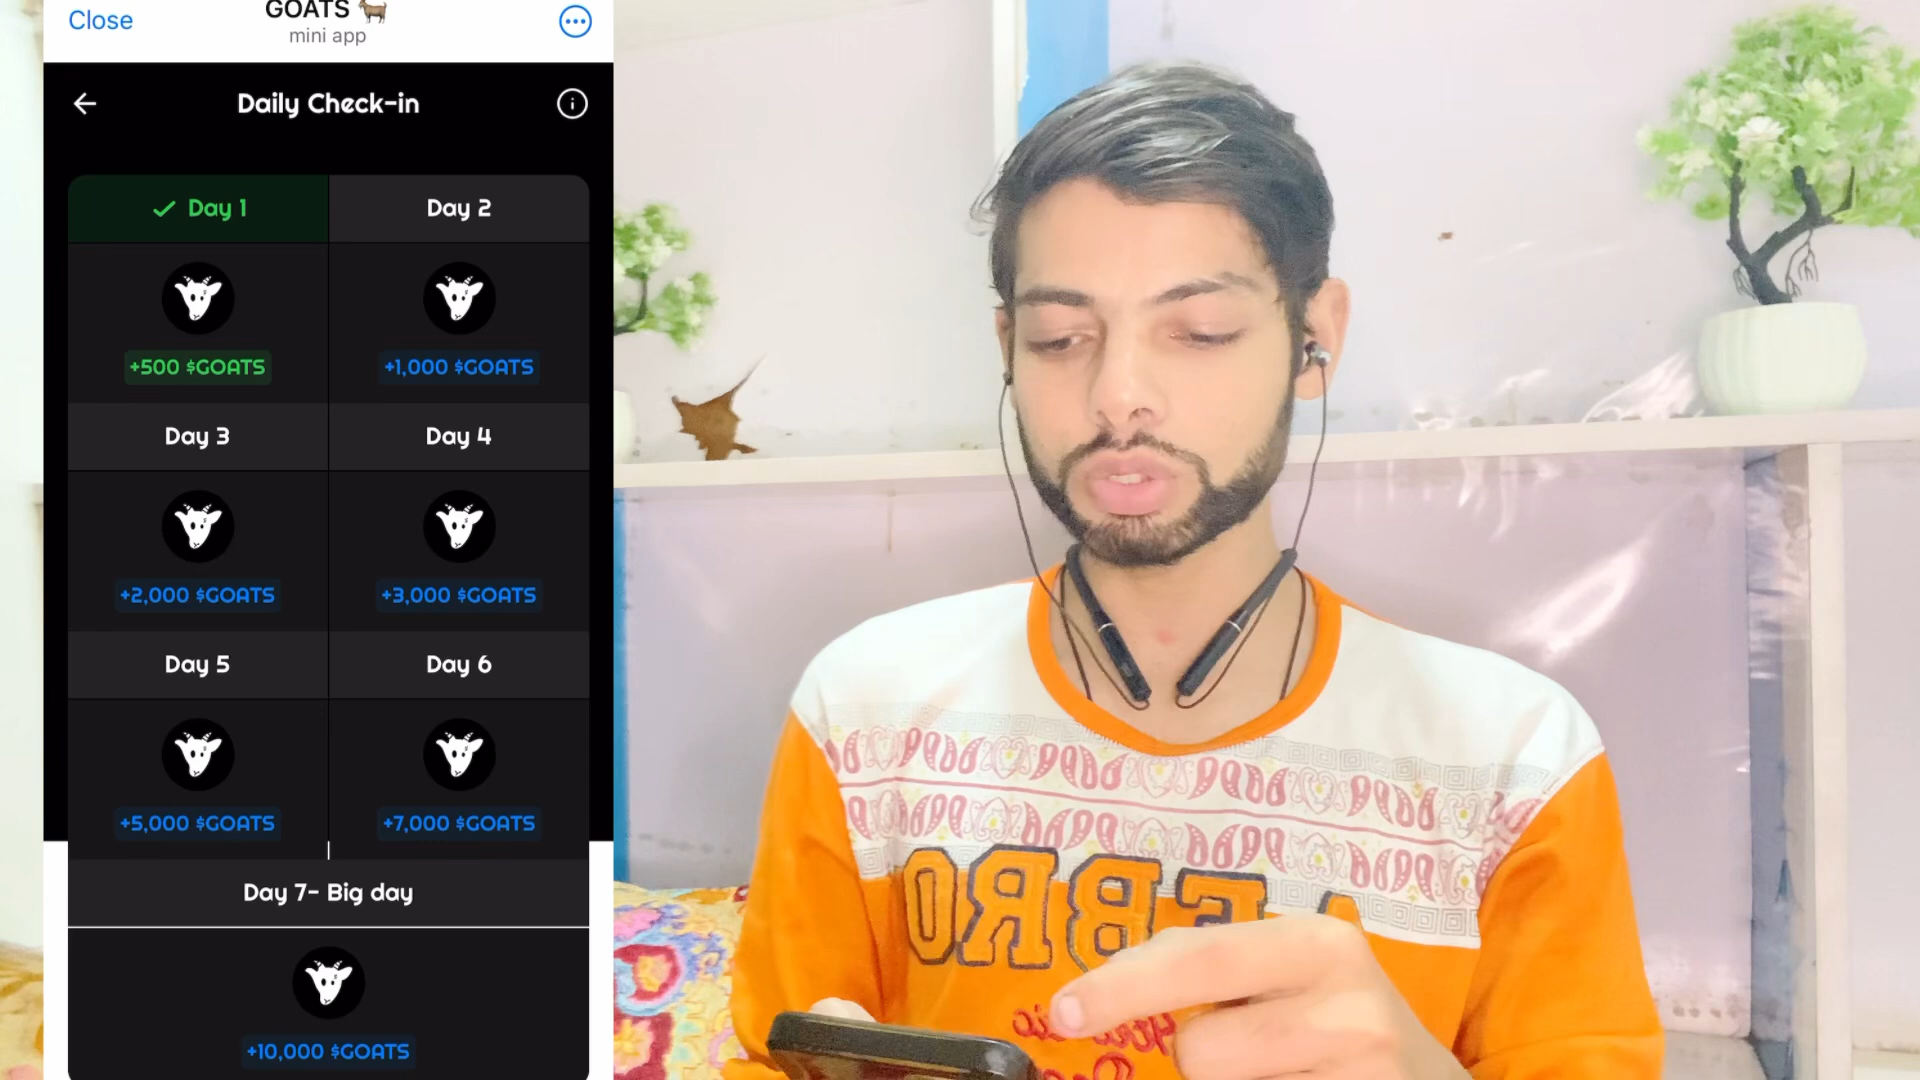 Close
GOATS 🐐
mini app
Daily Check-in
Day 1
Day 2
+500 $GOATS
+1,000 $GOATS
Day 3
Day 4
+2,000 $GOATS
+3,000 $GOATS
Day 5
Day 6
+5,000 $GOATS
+7,000 $GOATS
Day 7- Big day
+10,000 $GOATS